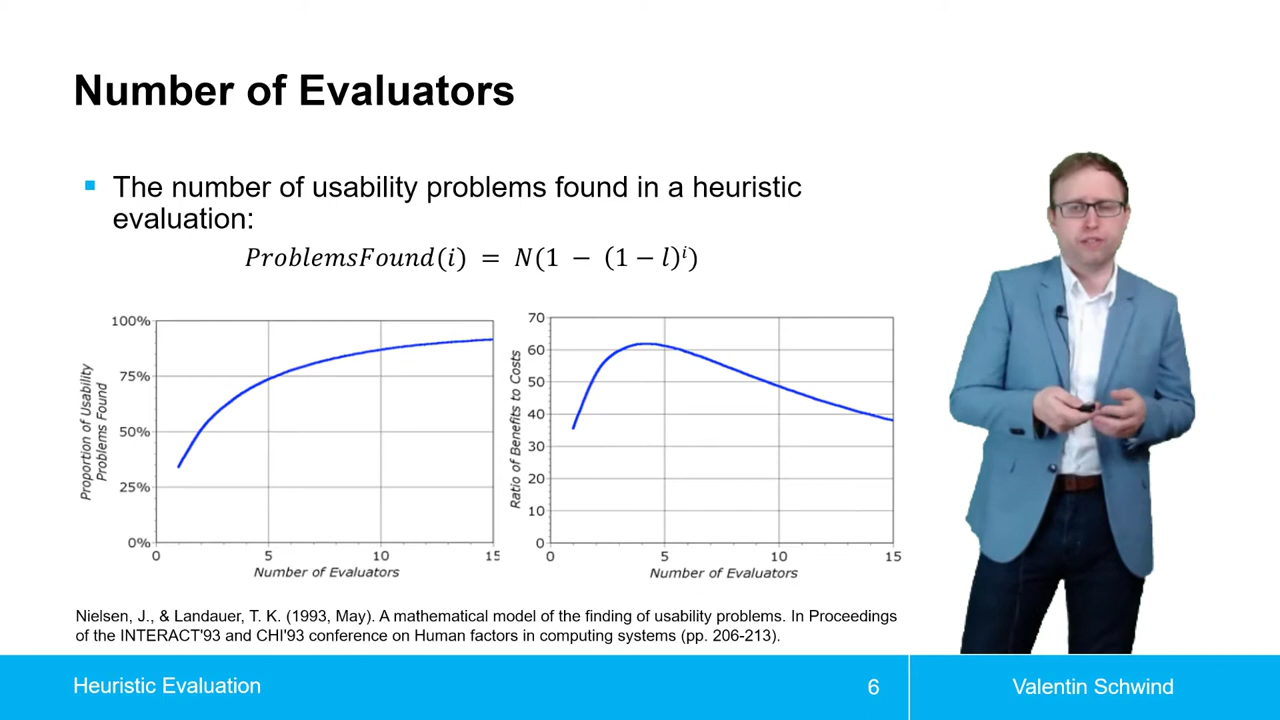 Number of Evaluators
▪ The number of usability problems found in a heuristic
evaluation:
ProblemsFound(i) = N(1 − (1 − l)^i)
100%
75%
50%
25%
0%
0 5 10 15
Proportion of Usability
Problems Found
Number of Evaluators
70
60
50
40
30
20
10
0
0 5 10 15
Ratio of Benefits to Costs
Number of Evaluators
Nielsen, J., & Landauer, T. K. (1993, May). A mathematical model of the finding of usability problems. In Proceedings
of the INTERACT'93 and CHI'93 conference on Human factors in computing systems (pp. 206-213).
Heuristic Evaluation
6
Valentin Schwind